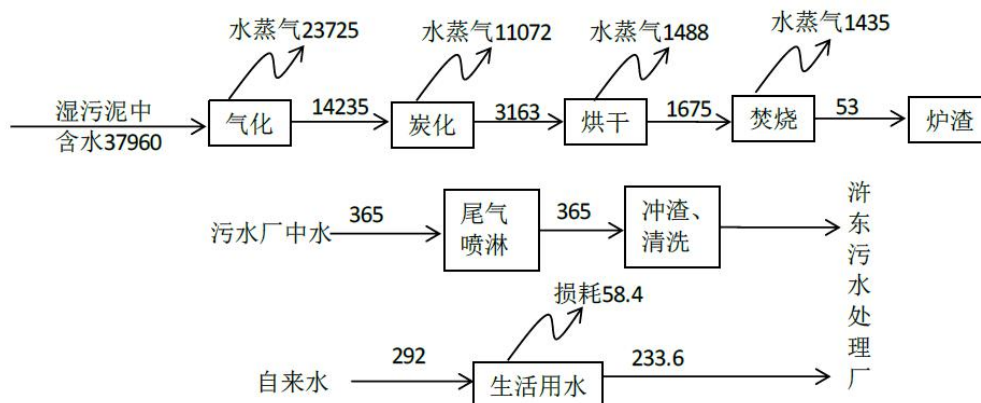 水蒸气23725
水蒸气11072
水蒸气1488
水蒸气1435
湿污泥中
含水37960
气化
14235
炭化
3163
烘干
1675
焚烧
53
炉渣
污水厂中水
365
尾气
喷淋
365
冲渣、
清洗
浒东污水处理厂
自来水
292
生活用水
损耗58.4
233.6